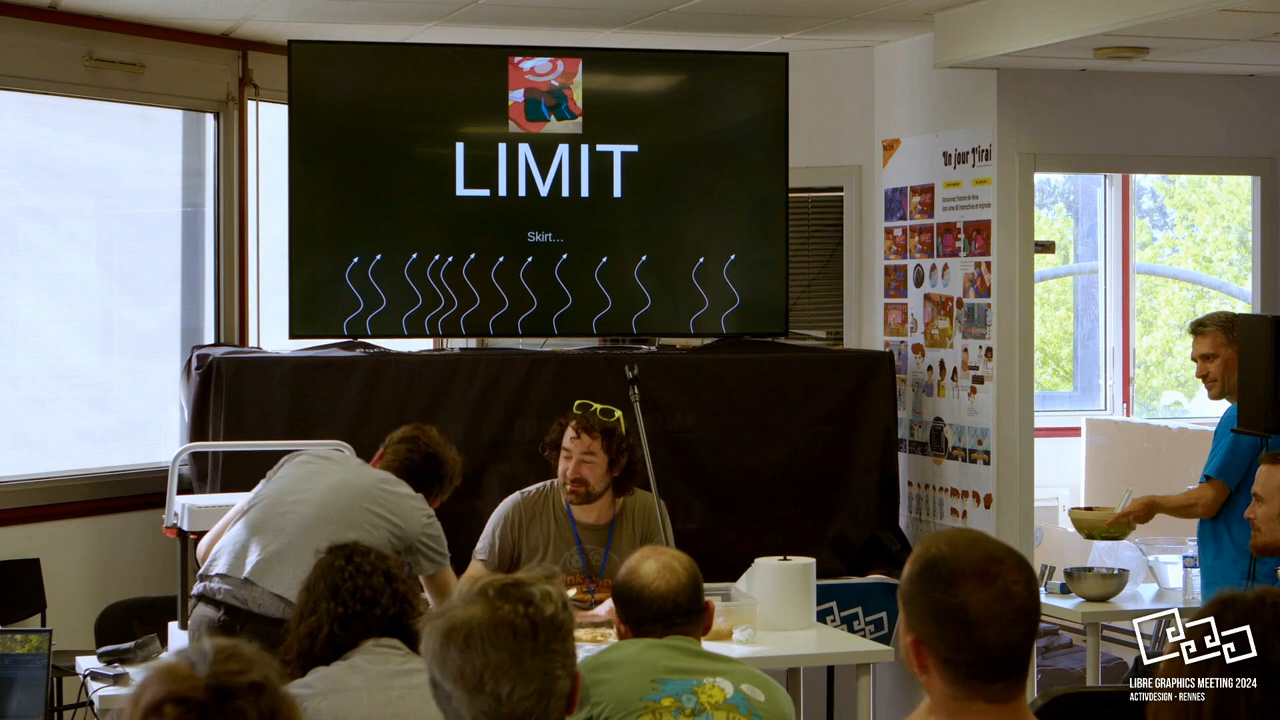 LIMIT
Skirt...
Un jour J'irai
LIBRE GRAPHICS MEETING 2024
ACTIVDESIGN - RENNES